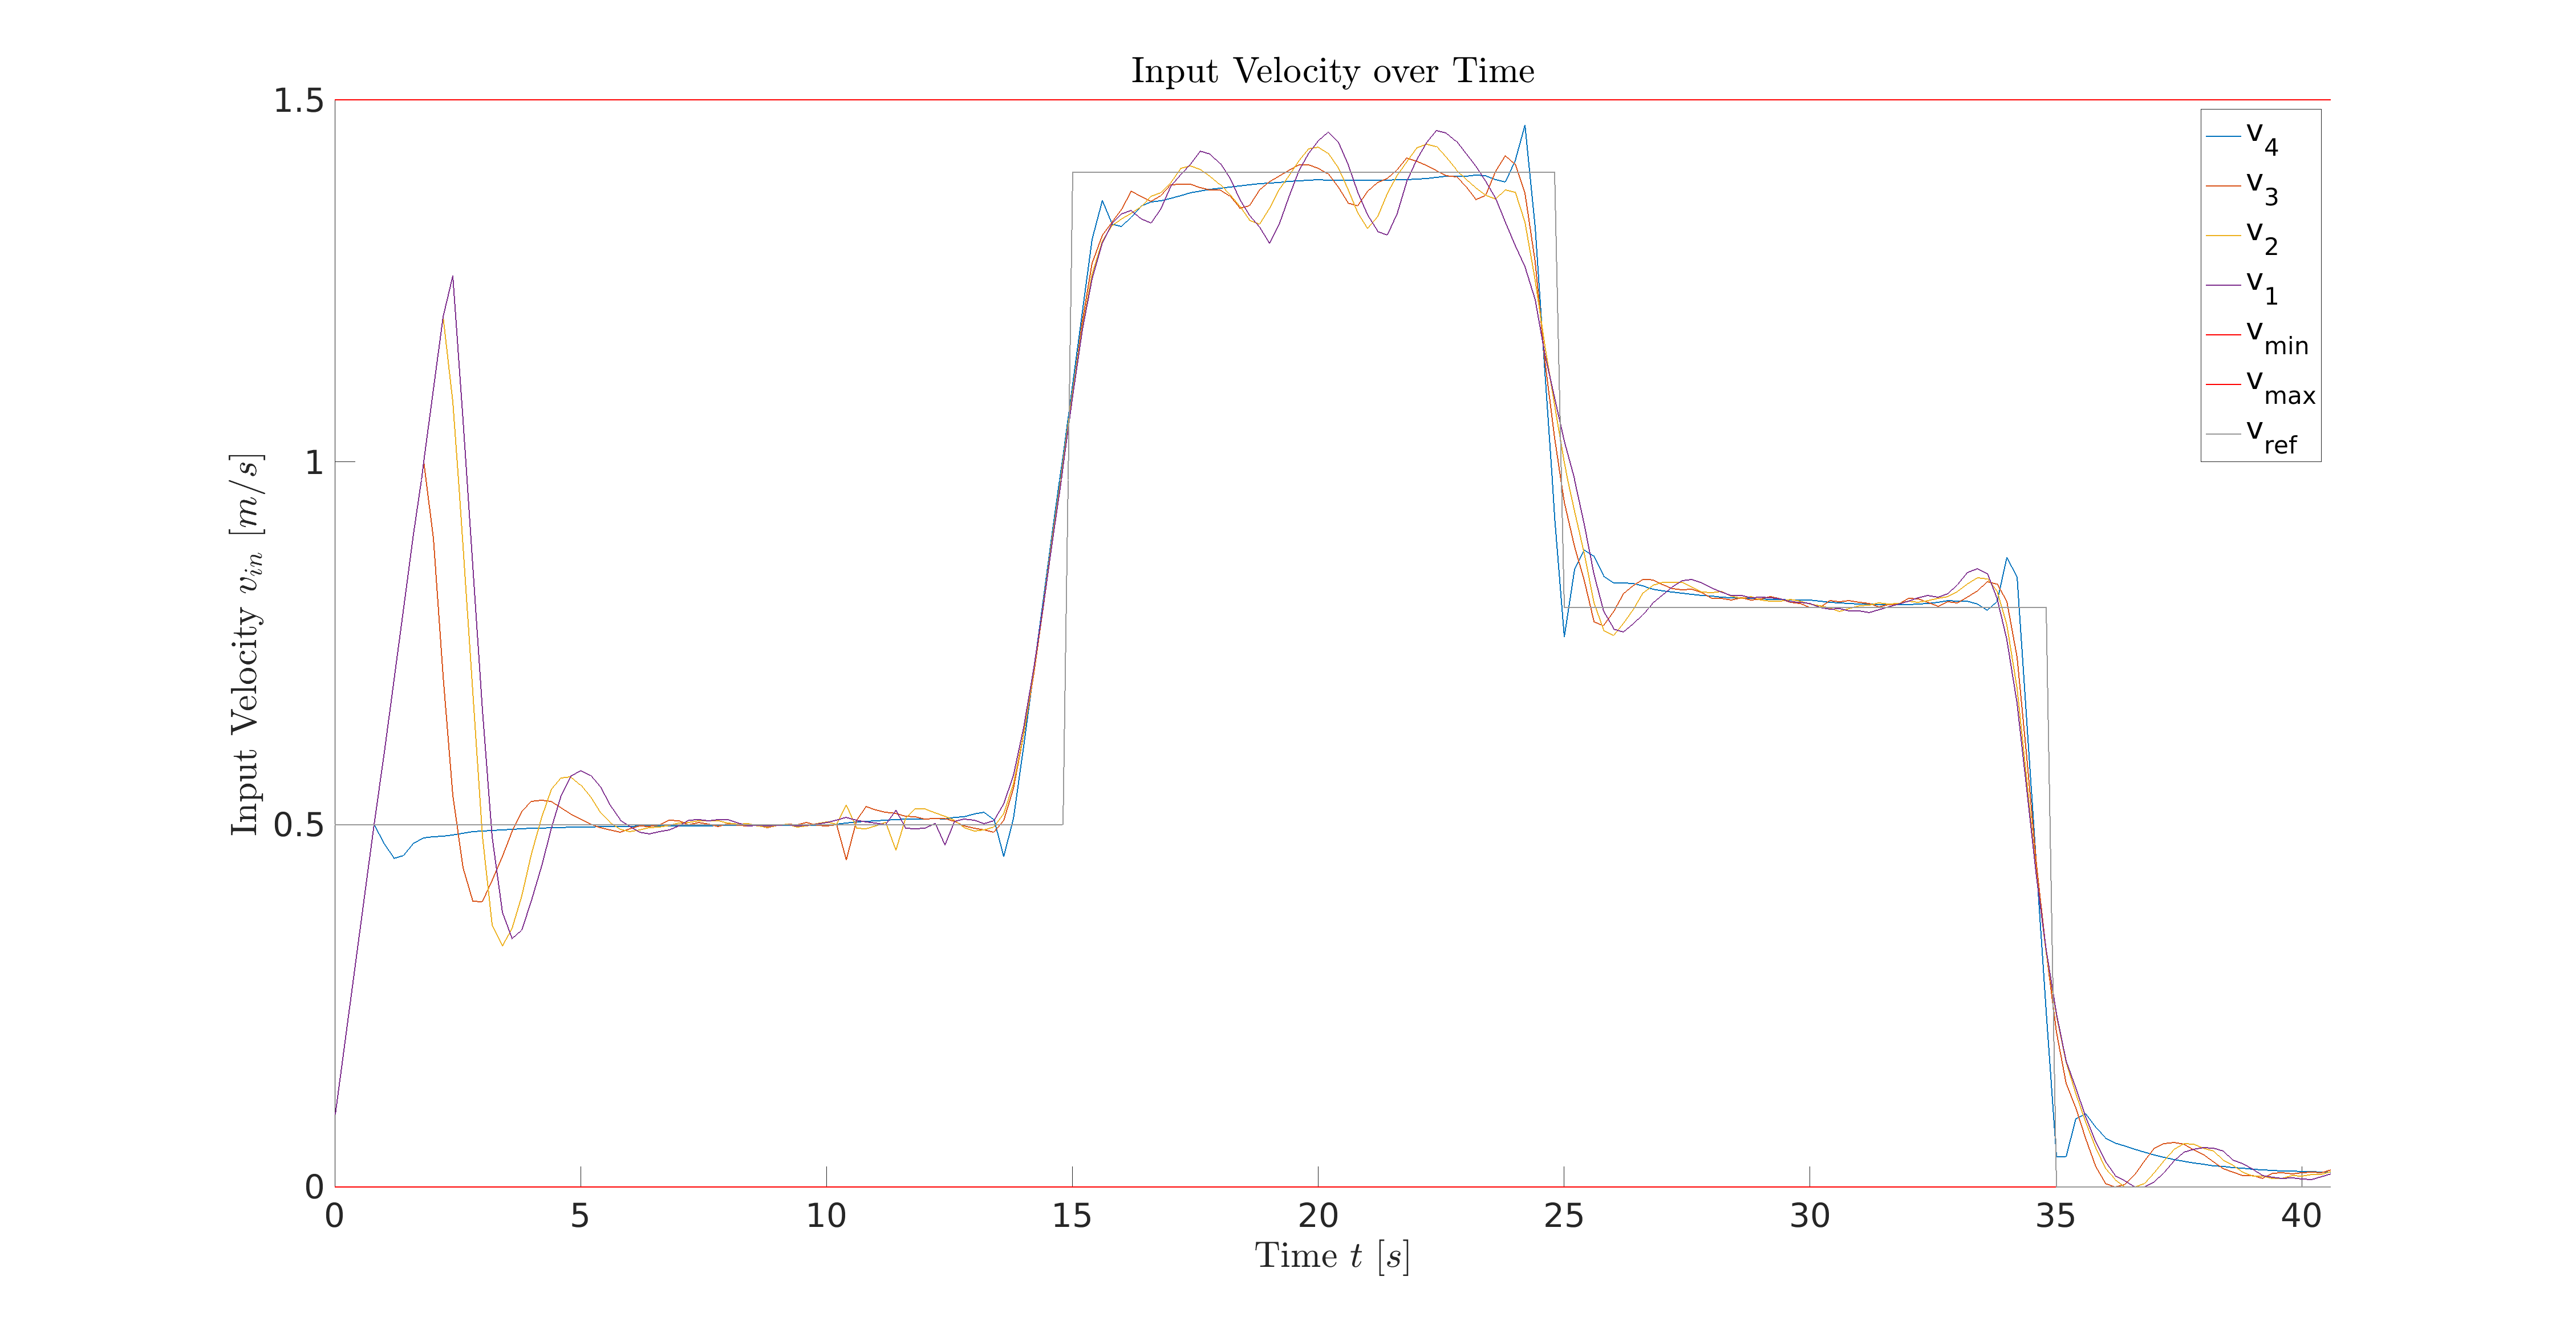 Input Velocity over Time
1.5
1
0.5
0
Input Velocity v_in [m/s]
v_4
v_3
v_2
v_1
v_min
v_max
v_ref
0 5 10 15 20 25 30 35 40
Time t [s]